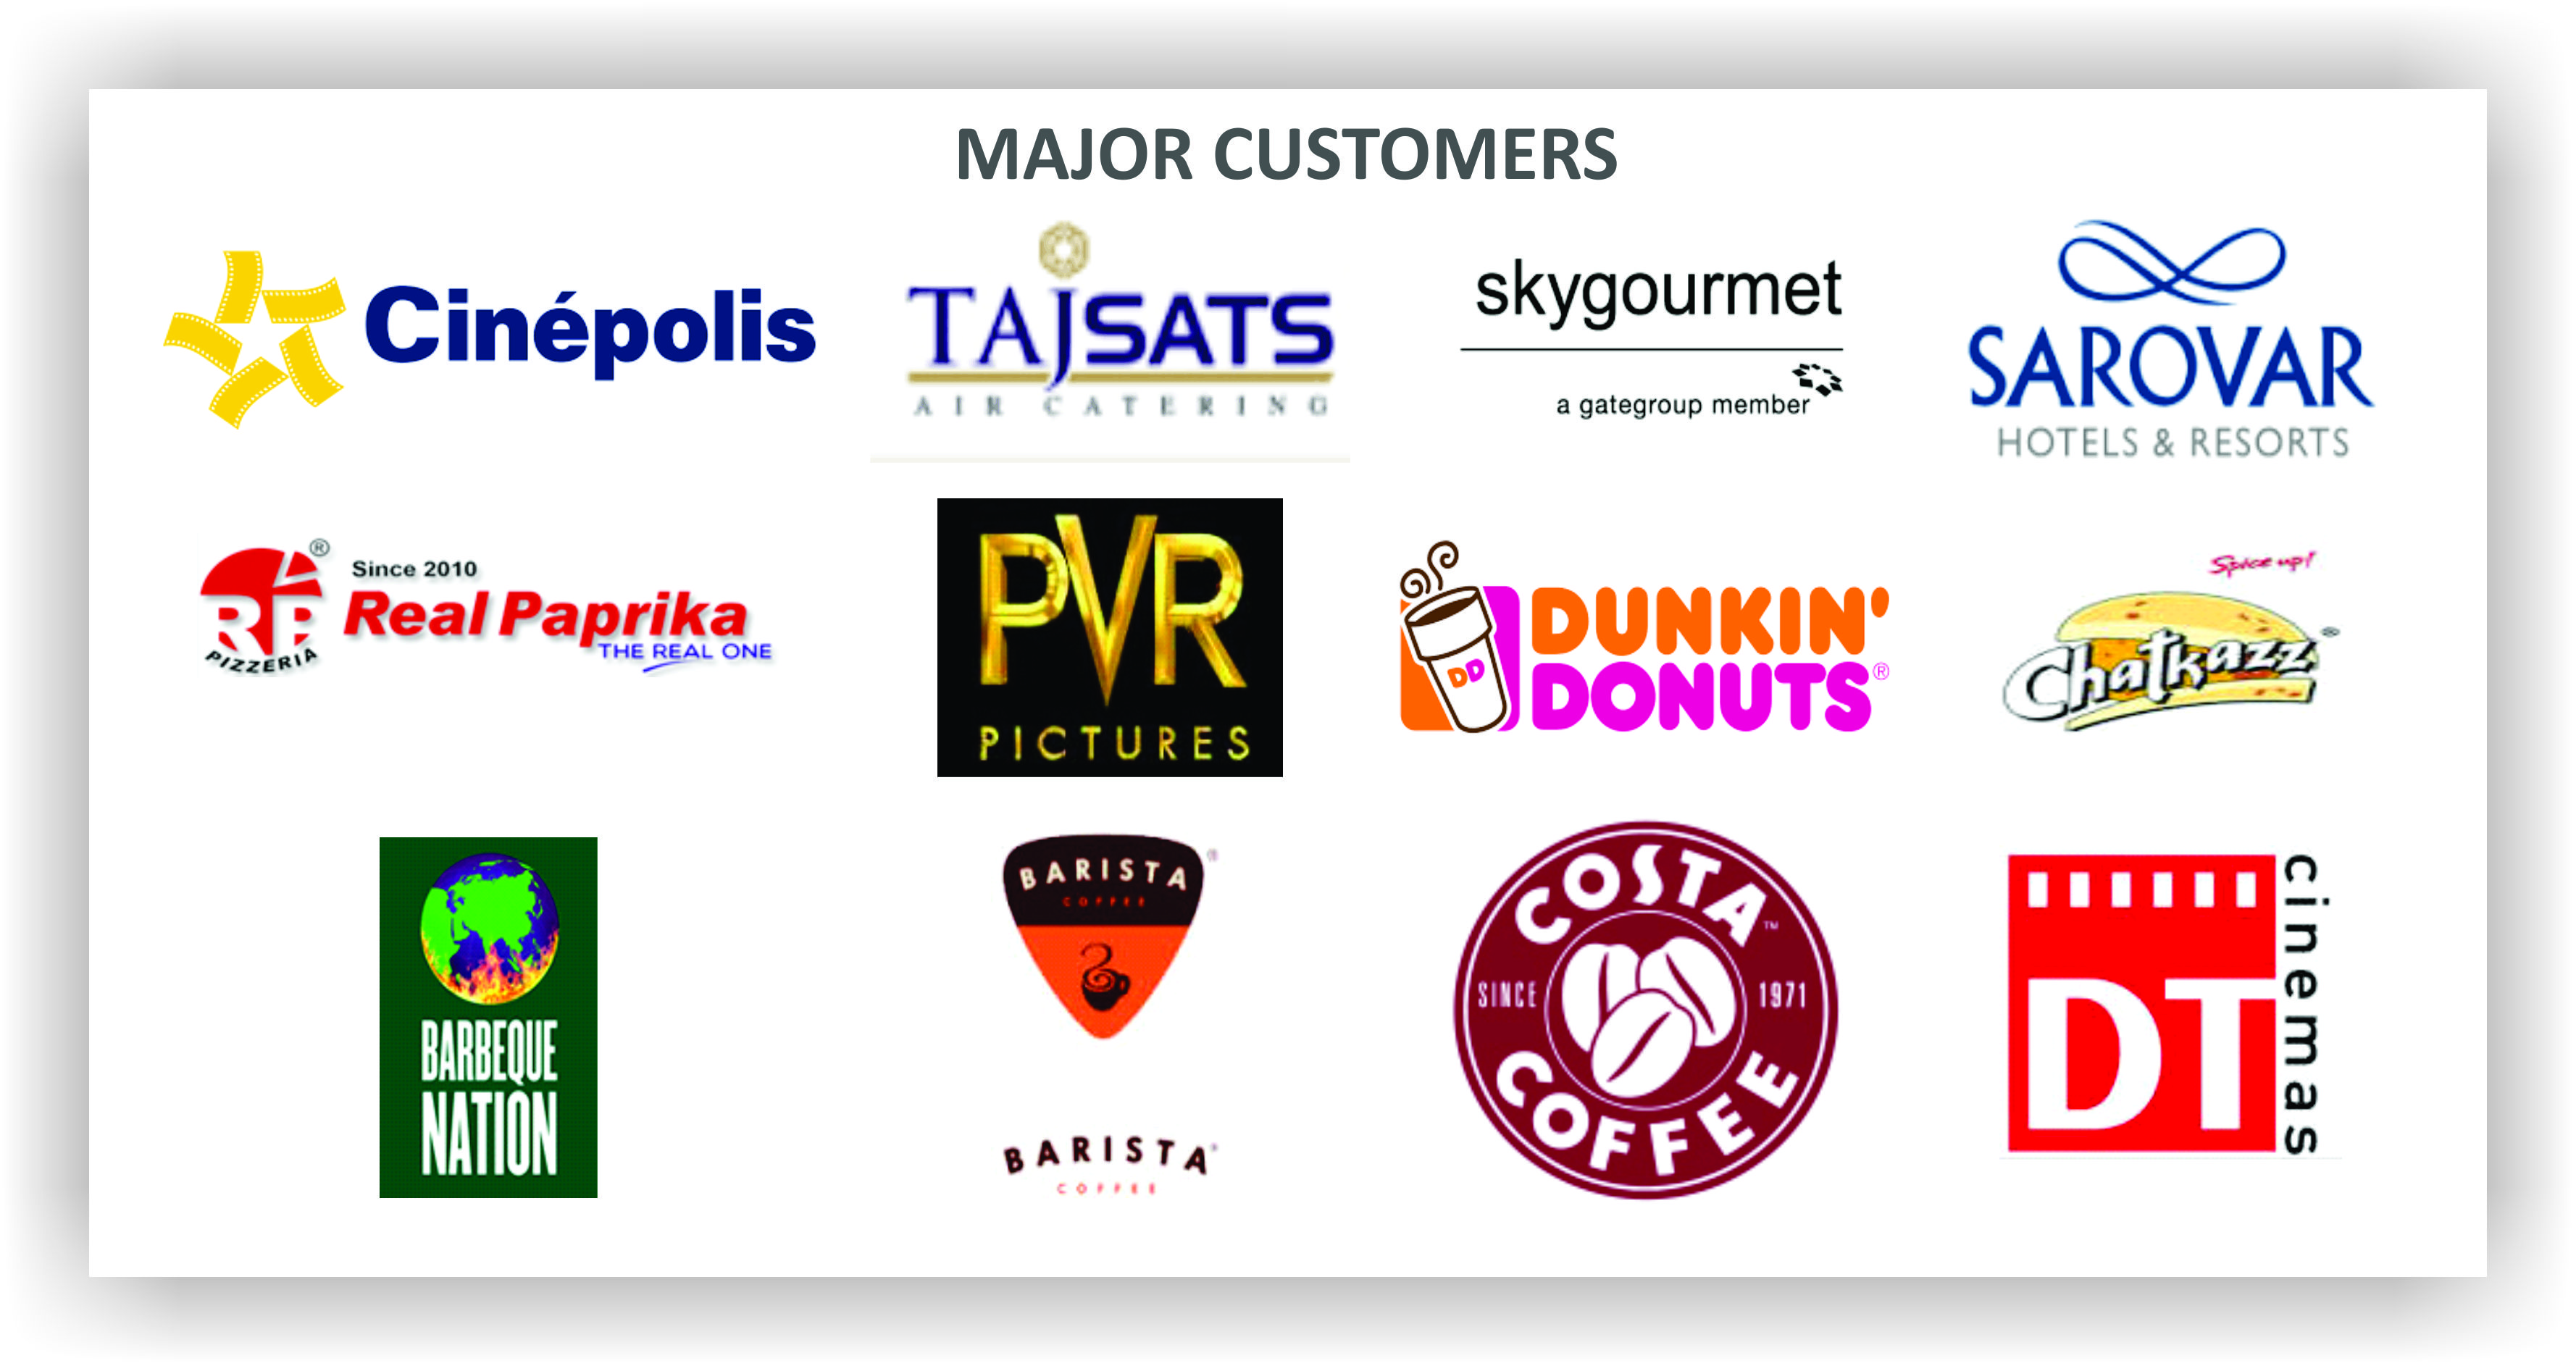 MAJOR CUSTOMERS
Cinépolis
TAJSATS
AIR CATERING
skygourmet
a gategroup member
SAROVAR
HOTELS & RESORTS
RP®
PIZZERIA
Since 2010
Real Paprika
THE REAL ONE
PVR
PICTURES
DD
DUNKIN'
DONUTS®
Spice up!
Chatkazz®
BARBEQUE
NATION
BARISTA®
COFFEE
BARISTA
COFFEE
COSTA™
SINCE 1971
COFFEE
DT
cinemas